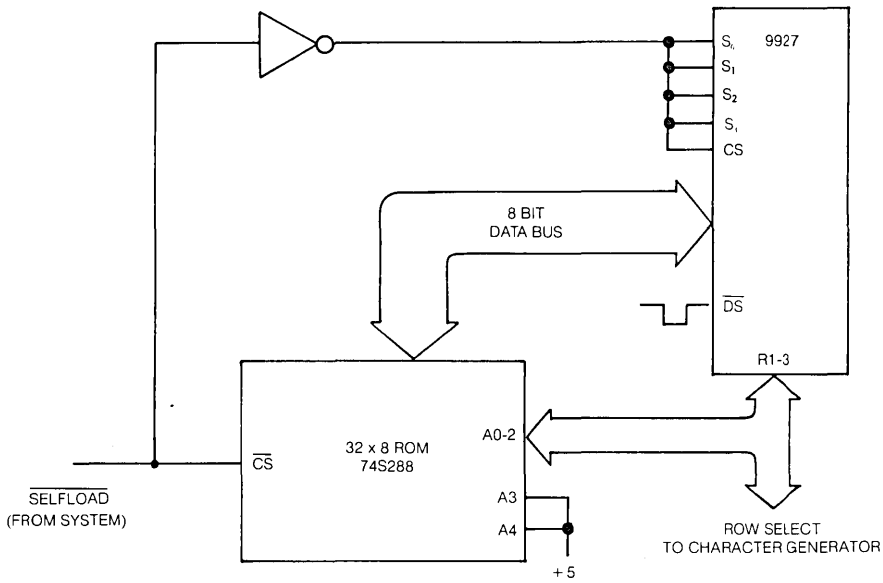 9927
S₁
S₂
CS
8 BIT
DATA BUS
DS
R1-3
32 x 8 ROM
74S288
CS
A0-2
A3
A4
+5
SELFLOAD
(FROM SYSTEM)
ROW SELECT
TO CHARACTER GENERATOR